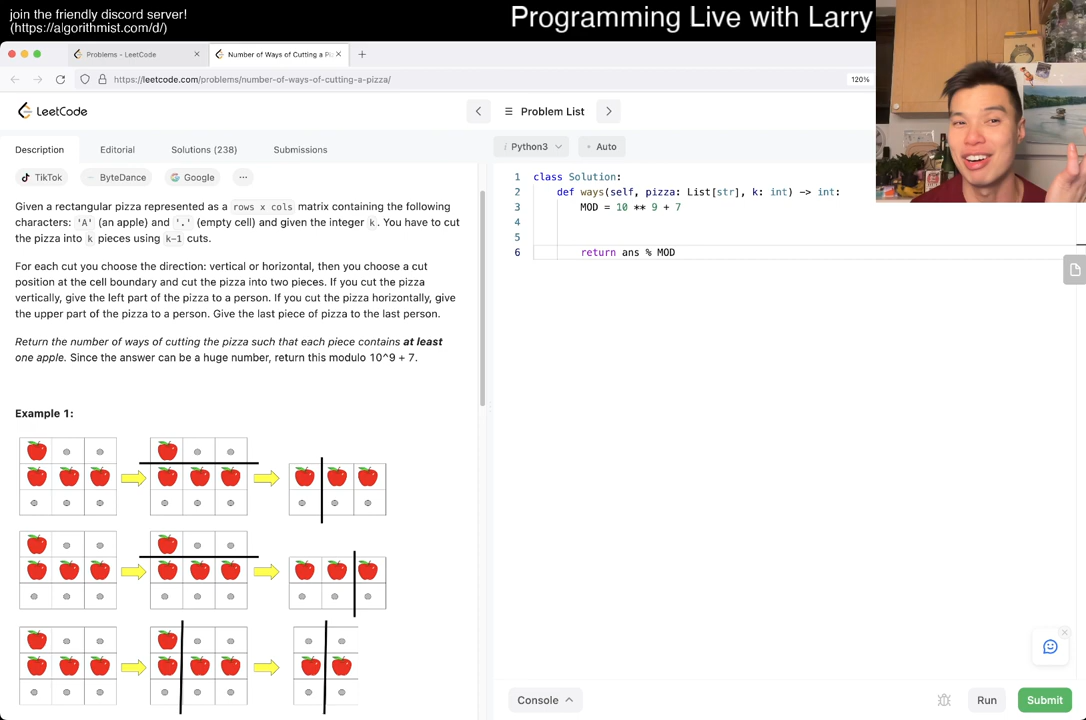 join the friendly discord server!
(https://algorithmist.com/d/)
Programming Live with Larry
Problems - LeetCode
Number of Ways of Cutting a Pi
https://leetcode.com/problems/number-of-ways-of-cutting-a-pizza/
120%
LeetCode
Problem List
Description
Editorial
Solutions (238)
Submissions
TikTok
ByteDance
Google
...
Given a rectangular pizza represented as a rows x cols matrix containing the following
characters: 'A' (an apple) and '.' (empty cell) and given the integer k. You have to cut
the pizza into k pieces using k-1 cuts.
For each cut you choose the direction: vertical or horizontal, then you choose a cut
position at the cell boundary and cut the pizza into two pieces. If you cut the pizza
vertically, give the left part of the pizza to a person. If you cut the pizza horizontally, give
the upper part of the pizza to a person. Give the last piece of pizza to the last person.
Return the number of ways of cutting the pizza such that each piece contains at least
one apple. Since the answer can be a huge number, return this modulo 10^9 + 7.
Example 1:
i Python3
• Auto
1 class Solution:
2 def ways(self, pizza: List[str], k: int) -> int:
3 MOD = 10 ** 9 + 7
4
5
6 return ans % MOD
Console
Run
Submit